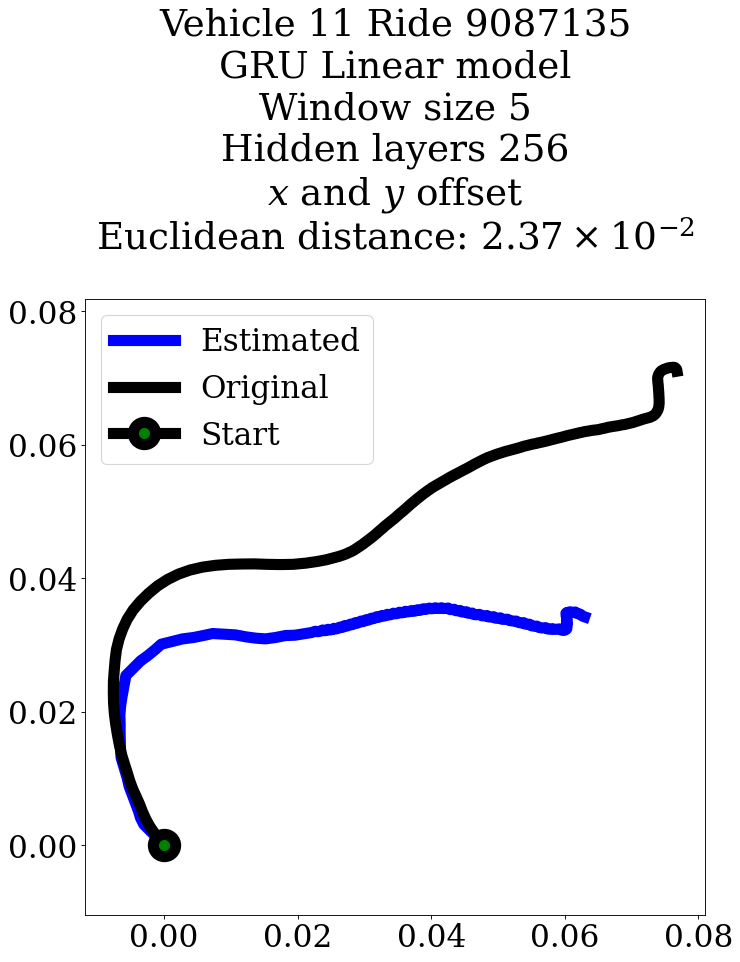 Vehicle 11 Ride 9087135
GRU Linear model
Window size 5
Hidden layers 256
x and y offset
Euclidean distance: 2.37 × 10⁻²
Estimated
Original
Start
0.08
0.06
0.04
0.02
0.00
0.00 0.02 0.04 0.06 0.08